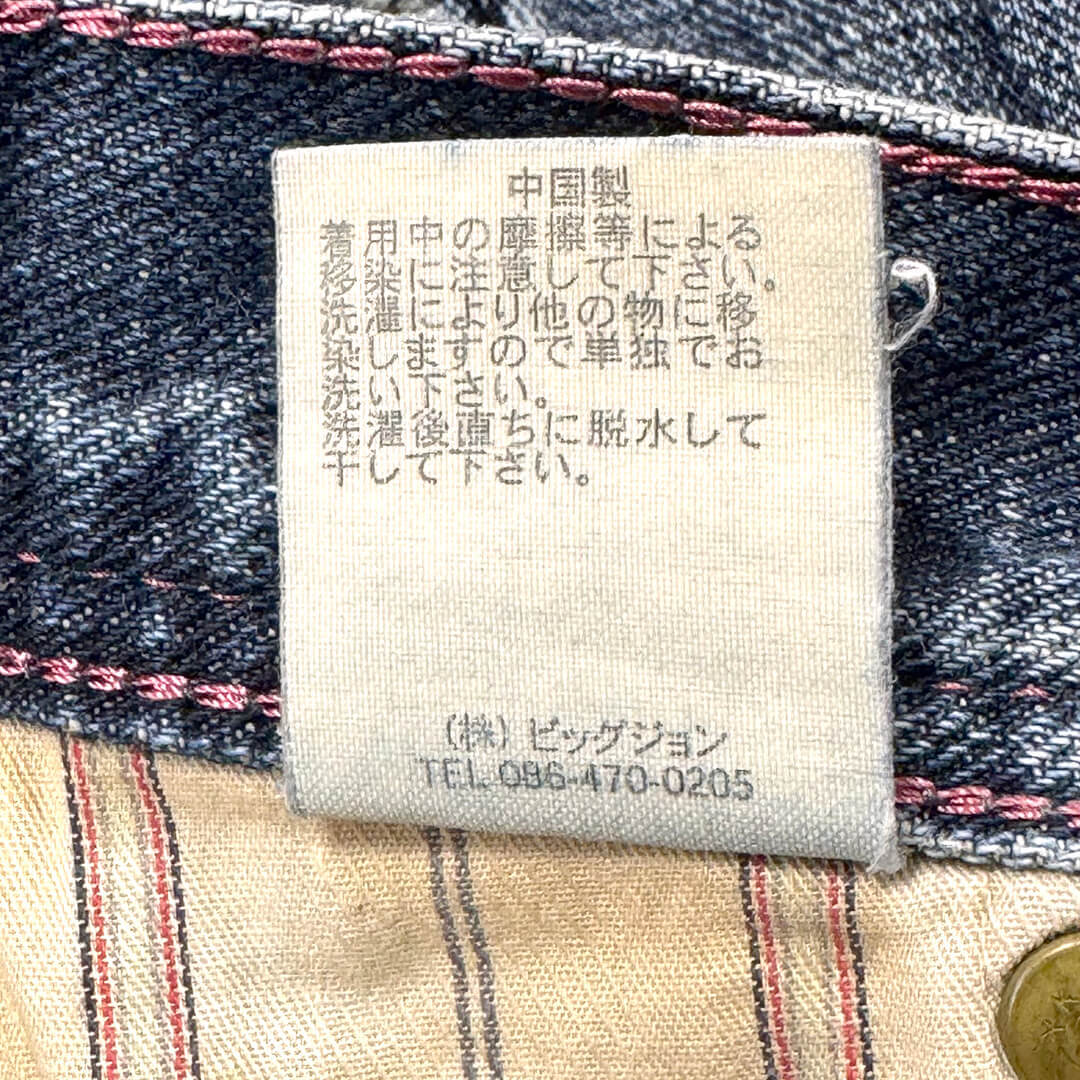 中国製
着用中の摩擦等による
移染に注意して下さい。
洗濯により他の物に移
染しますので単独でお
洗い下さい。
洗濯後直ちに脱水して
干して下さい。
(株) ビッグジョン
TEL 086-470-0205